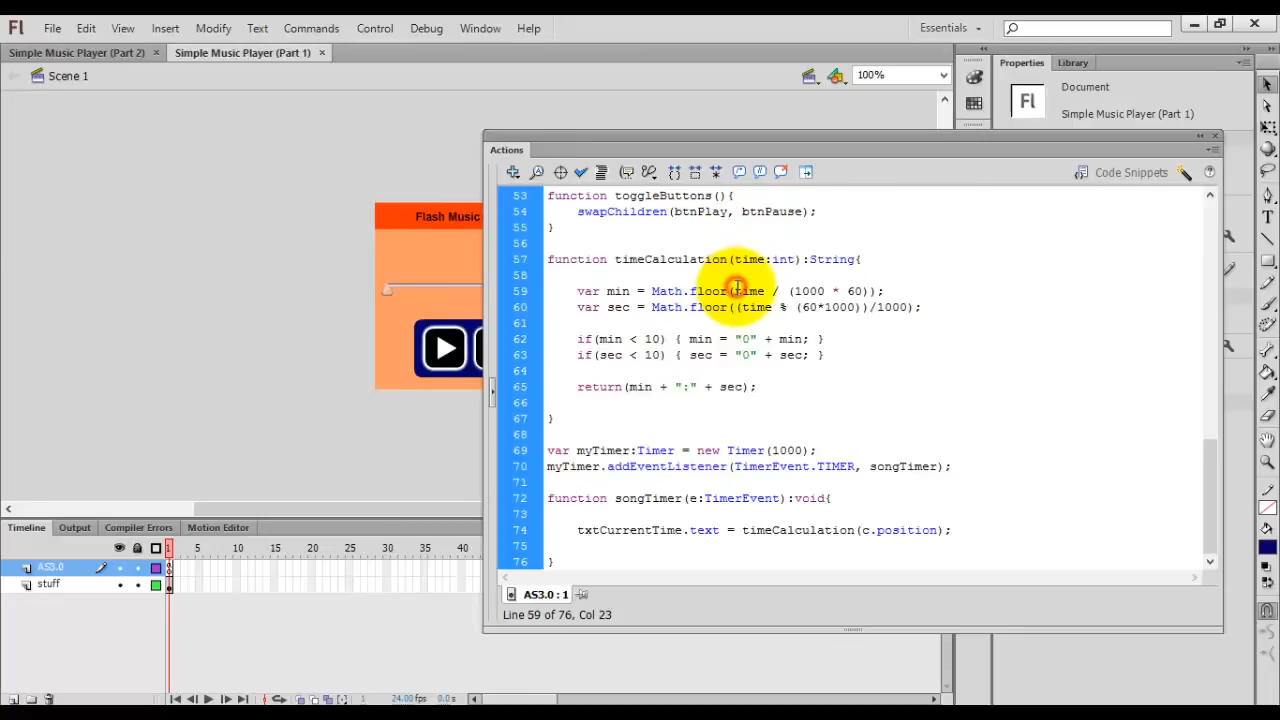 Fl File Edit View Insert Modify Text Commands Control Debug Window Help Essentials
Simple Music Player (Part 2) × Simple Music Player (Part 1) ×
Scene 1 100%
Properties Library
Fl Document
Simple Music Player (Part 1)
Flash Music
Actions
Code Snippets
53 function toggleButtons(){
54 swapChildren(btnPlay, btnPause);
55 }
56
57 function timeCalculation(time:int):String{
58
59 var min = Math.floor(time / (1000 * 60));
60 var sec = Math.floor((time % (60*1000))/1000);
61
62 if(min < 10) { min = "0" + min; }
63 if(sec < 10) { sec = "0" + sec; }
64
65 return(min + ":" + sec);
66
67 }
68
69 var myTimer:Timer = new Timer(1000);
70 myTimer.addEventListener(TimerEvent.TIMER, songTimer);
71
72 function songTimer(e:TimerEvent):void{
73
74 txtCurrentTime.text = timeCalculation(c.position);
75
76 }
AS3.0 : 1
Line 59 of 76, Col 23
Timeline Output Compiler Errors Motion Editor
1 5 10 15 20 25 30 35 40
AS3.0
stuff
1 24.00 fps 0.0 s